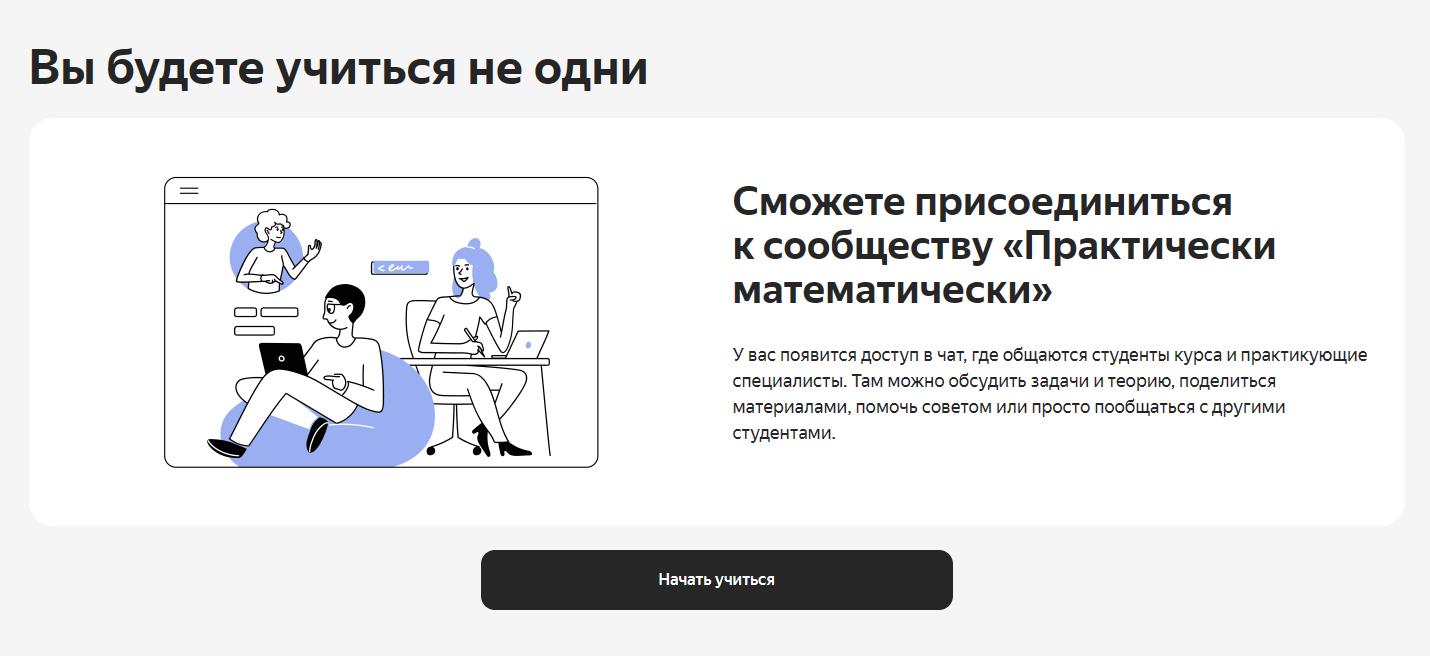 Вы будете учиться не одни
Сможете присоединиться
к сообществу «Практически
математически»
У вас появится доступ в чат, где общаются студенты курса и практикующие
специалисты. Там можно обсудить задачи и теорию, поделиться
материалами, помочь советом или просто пообщаться с другими
студентами.
Начать учиться